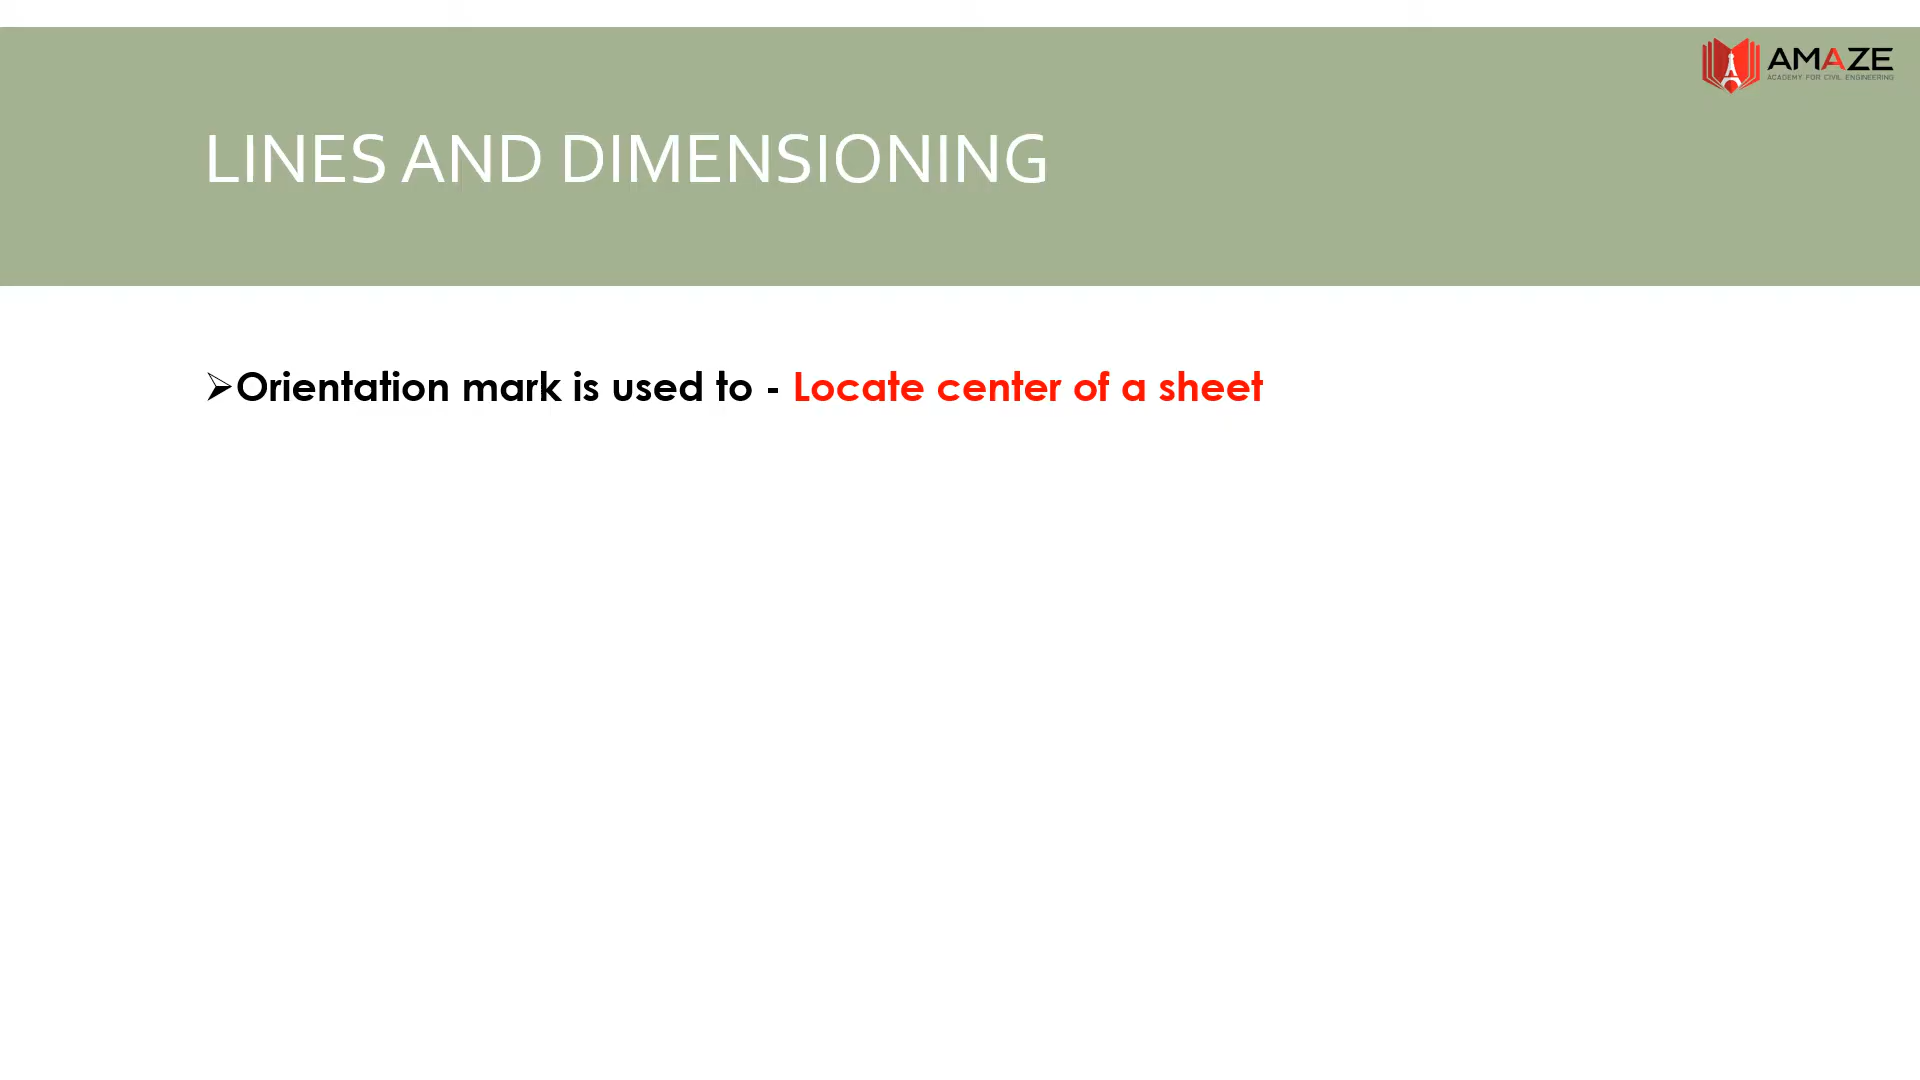 AMAZE
ACADEMY FOR CIVIL ENGINEERING
LINES AND DIMENSIONING
➢Orientation mark is used to - Locate center of a sheet